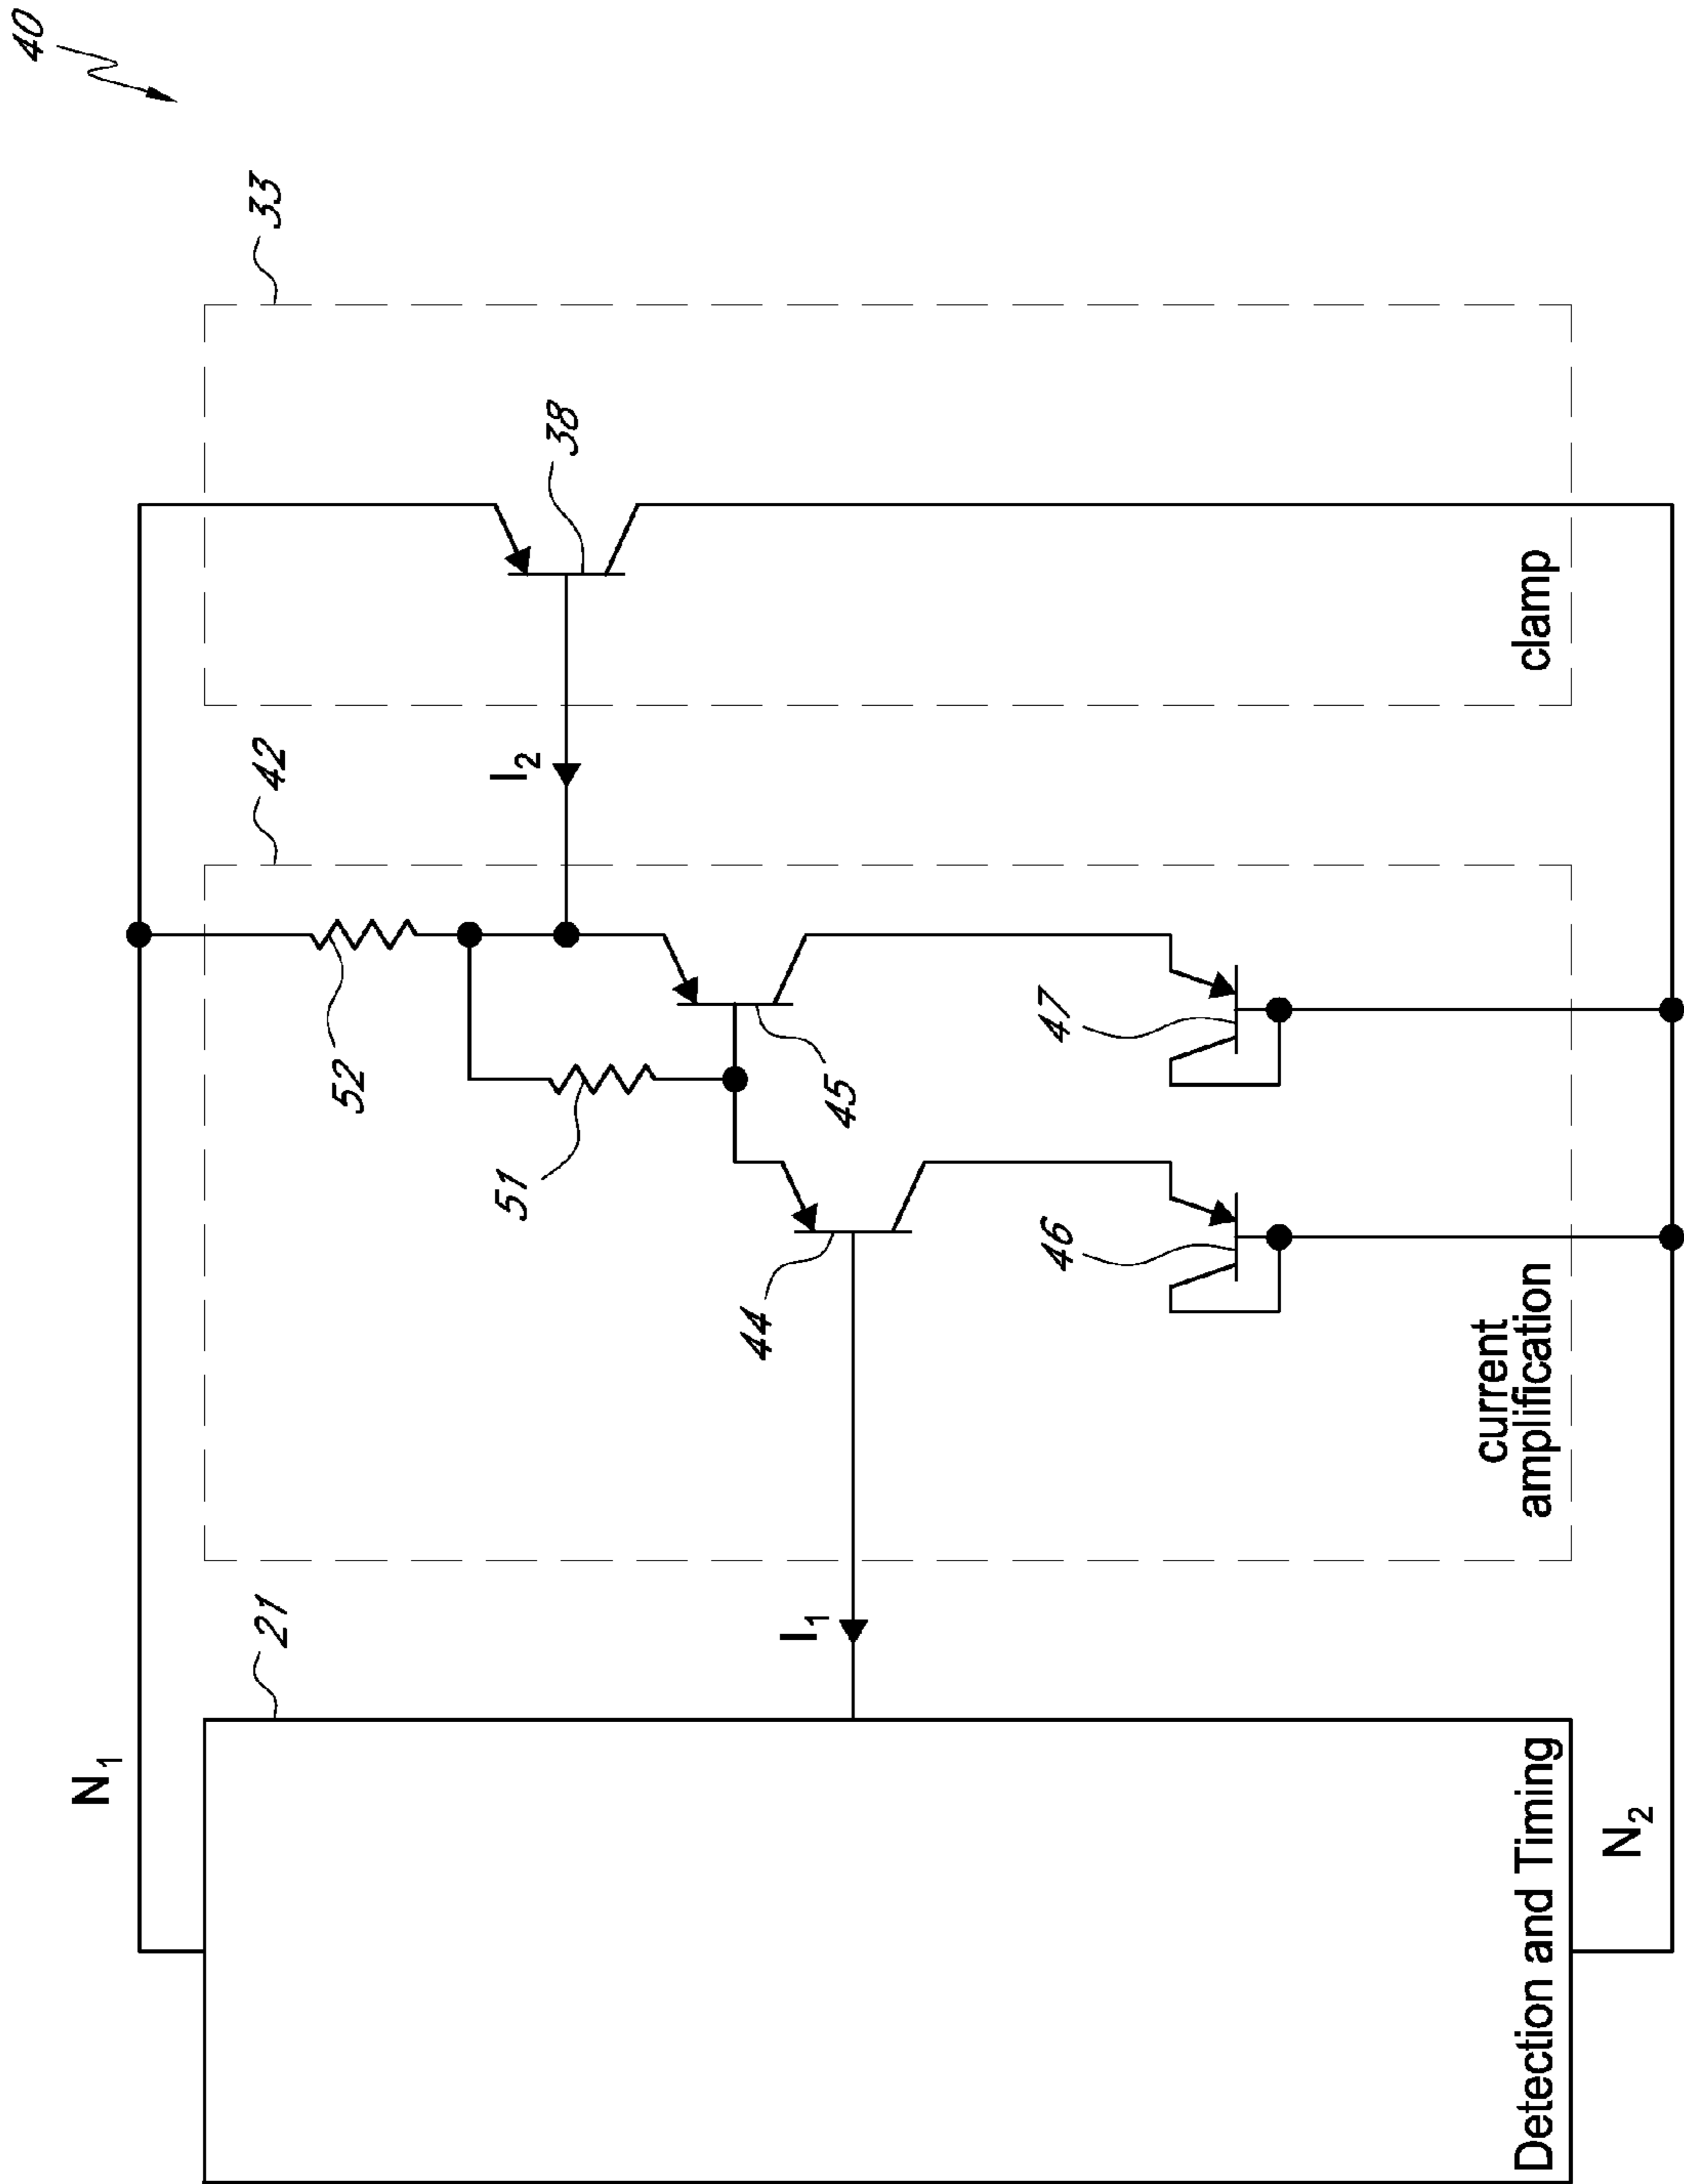 40
33
42
21
N1
52
51
38
I2
45
44
47
46
I1
clamp
current
amplification
Detection and Timing
N2